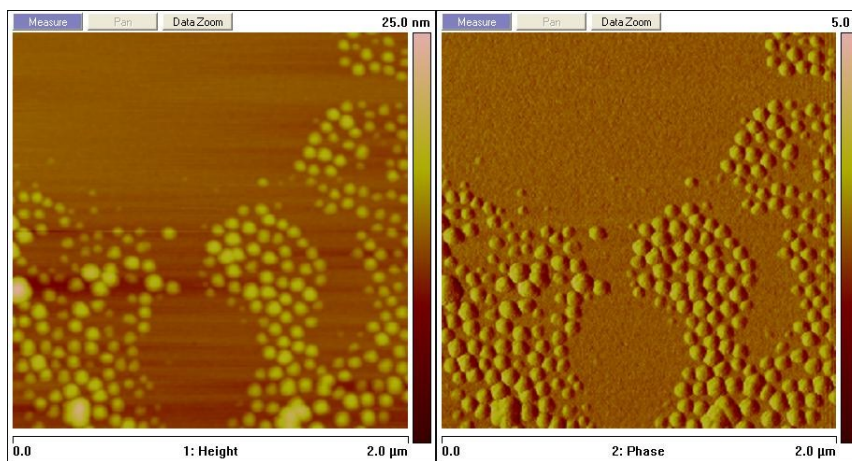 Measure Pan Data Zoom 25.0 nm
0.0 1: Height 2.0 µm
Measure Pan Data Zoom 5.0
0.0 2: Phase 2.0 µm